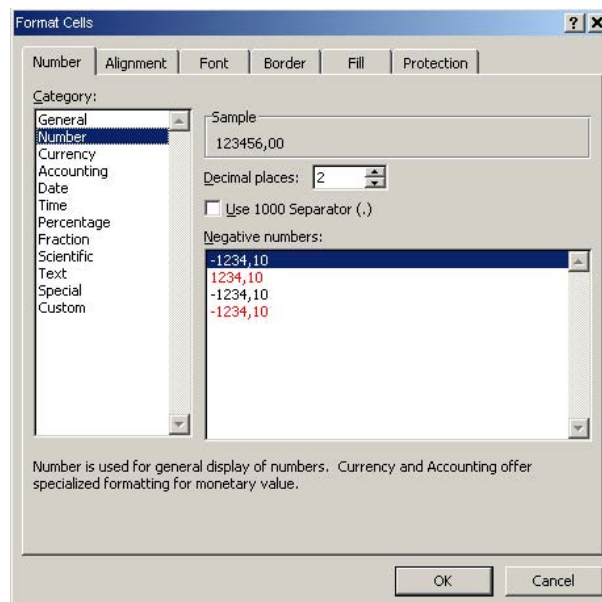 Format Cells
Number Alignment Font Border Fill Protection
Category:
General
Number
Currency
Accounting
Date
Time
Percentage
Fraction
Scientific
Text
Special
Custom
Sample
123456,00
Decimal places: 2
Use 1000 Separator (.)
Negative numbers:
-1234,10
1234,10
-1234,10
-1234,10
Number is used for general display of numbers. Currency and Accounting offer
specialized formatting for monetary value.
OK Cancel